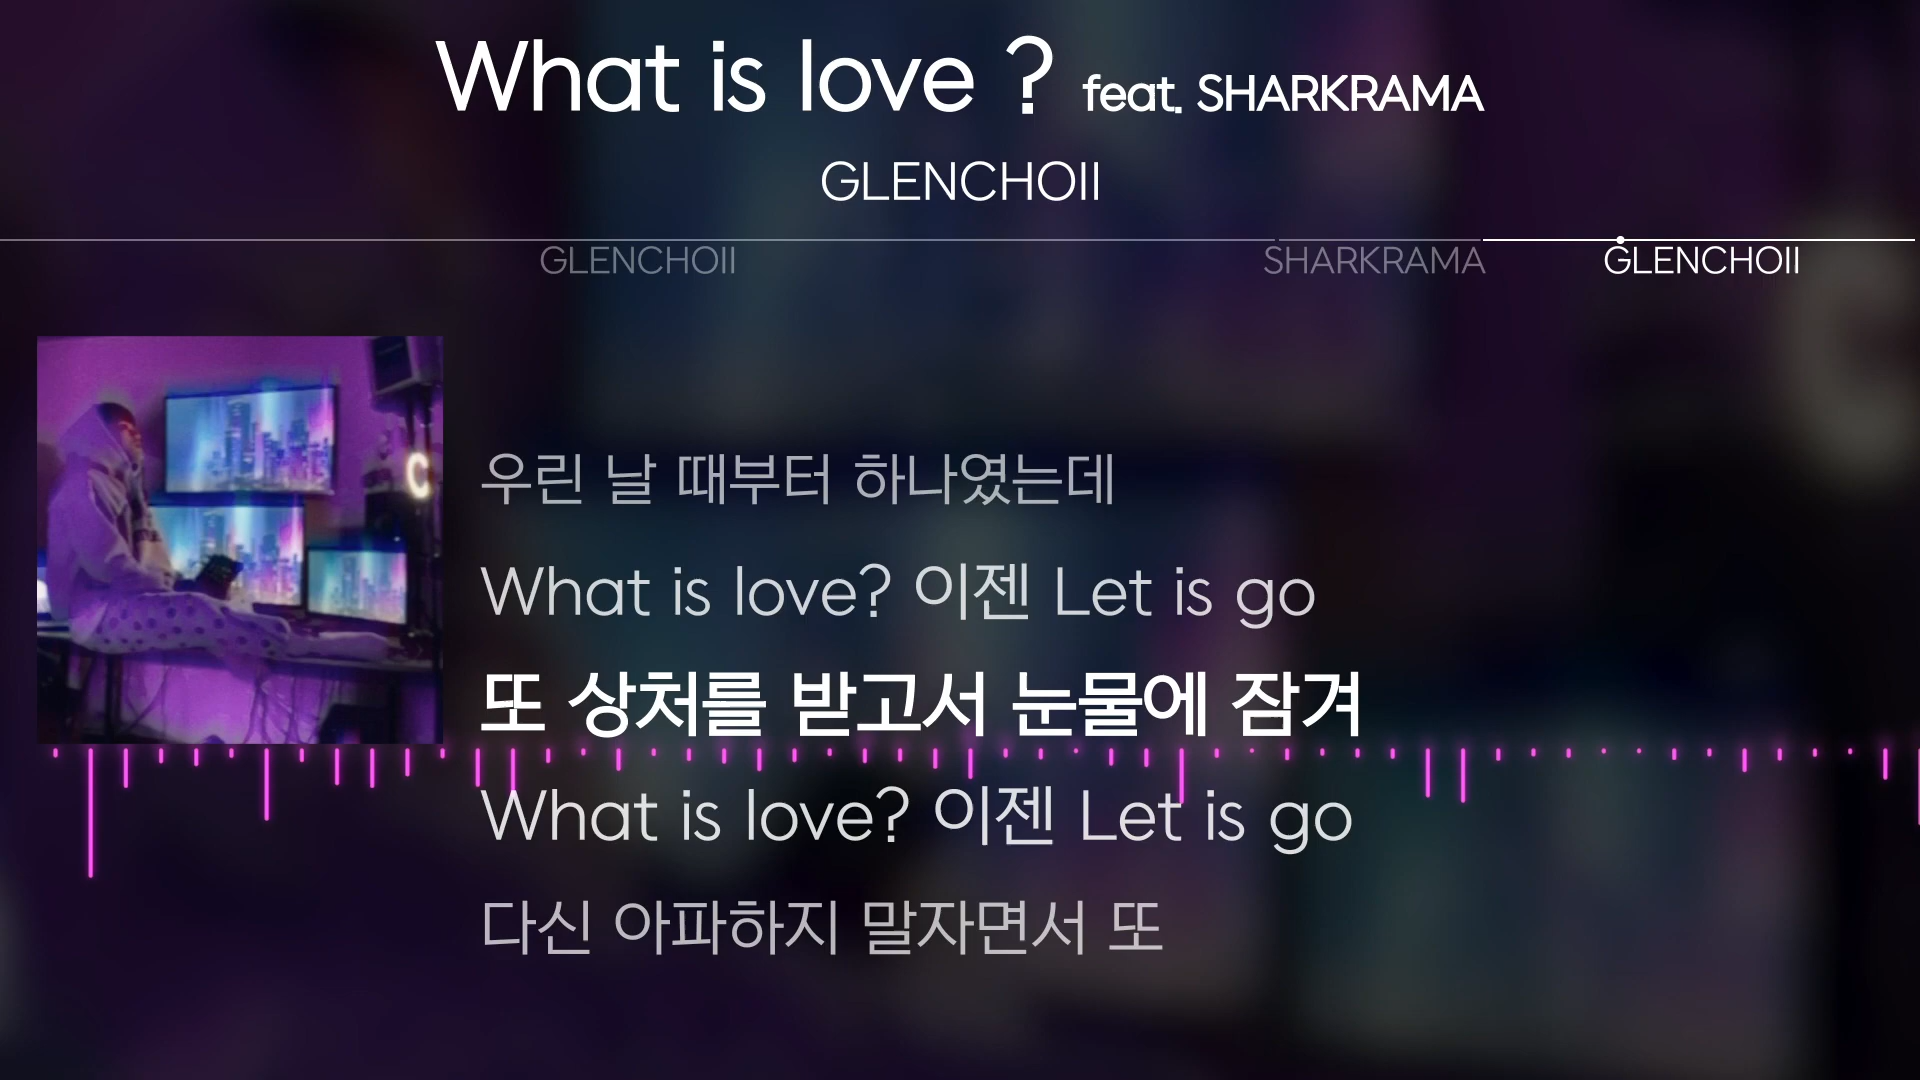 What is love ? feat. SHARKRAMA
GLENCHOII
GLENCHOII SHARKRAMA GLENCHOII
C
우린 날 때부터 하나였는데
What is love? 이젠 Let is go
또 상처를 받고서 눈물에 잠겨
What is love? 이젠 Let is go
다신 아파하지 말자면서 또